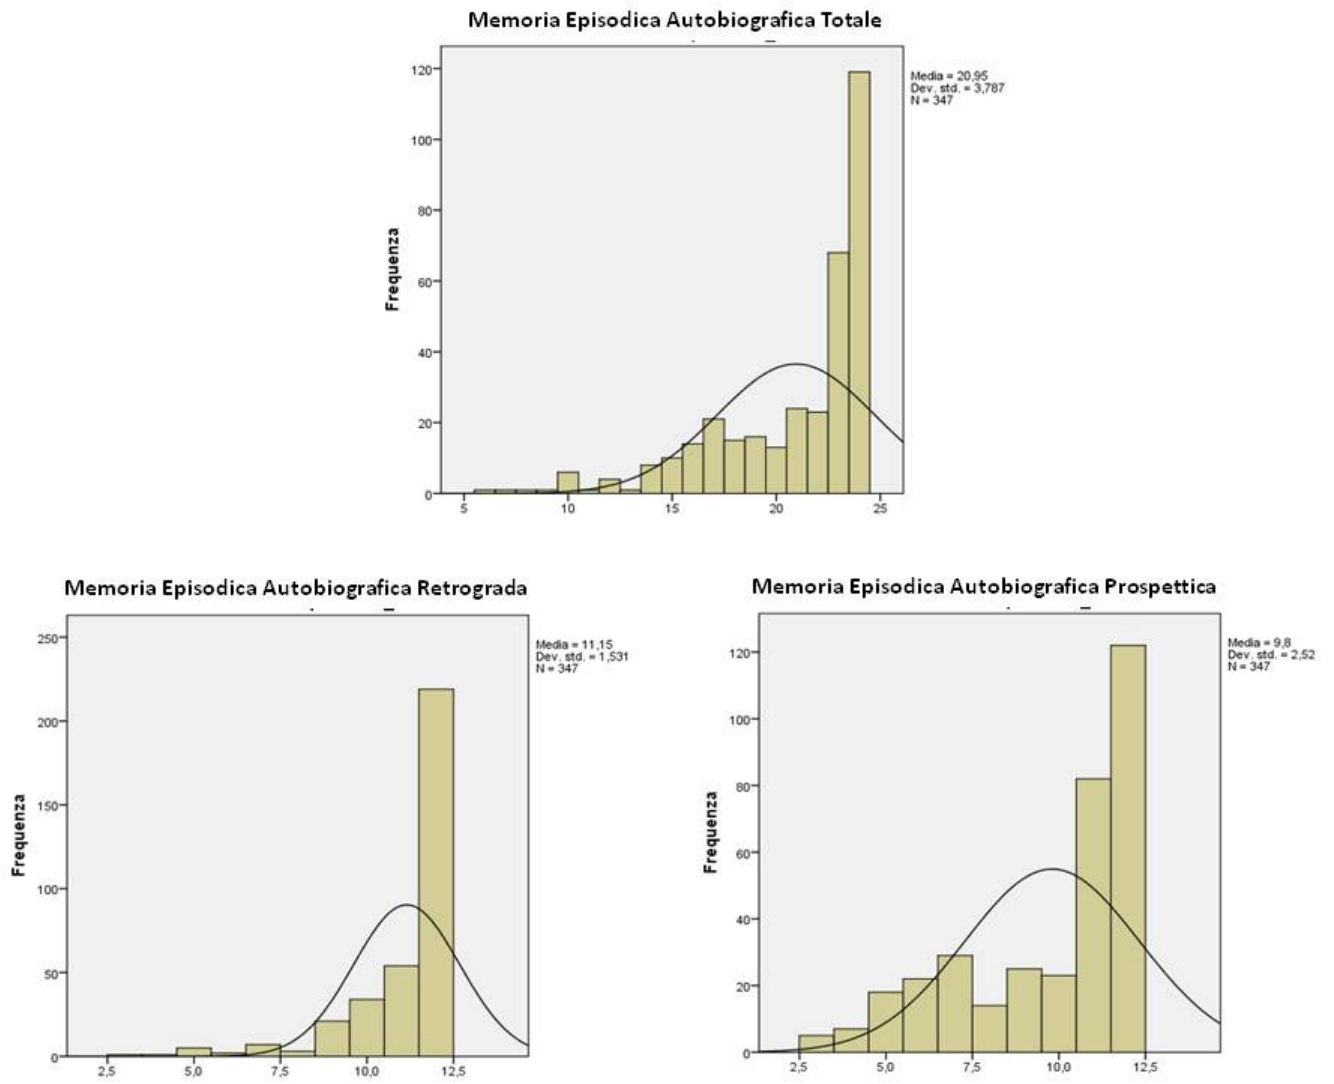 Memoria Episodica Autobiografica Totale
Media = 20,95
Dev. std. = 3,787
N = 347
Frequenza
120
100
80
60
40
20
0
5 10 15 20 25
Memoria Episodica Autobiografica Retrograda
Media = 11,15
Dev. std. = 1,531
N = 347
Frequenza
250
200
150
100
50
0
2,5 5,0 7,5 10,0 12,5
Memoria Episodica Autobiografica Prospettica
Media = 9,8
Dev. std. = 2,52
N = 347
Frequenza
120
100
80
60
40
20
0
2,5 5,0 7,5 10,0 12,5